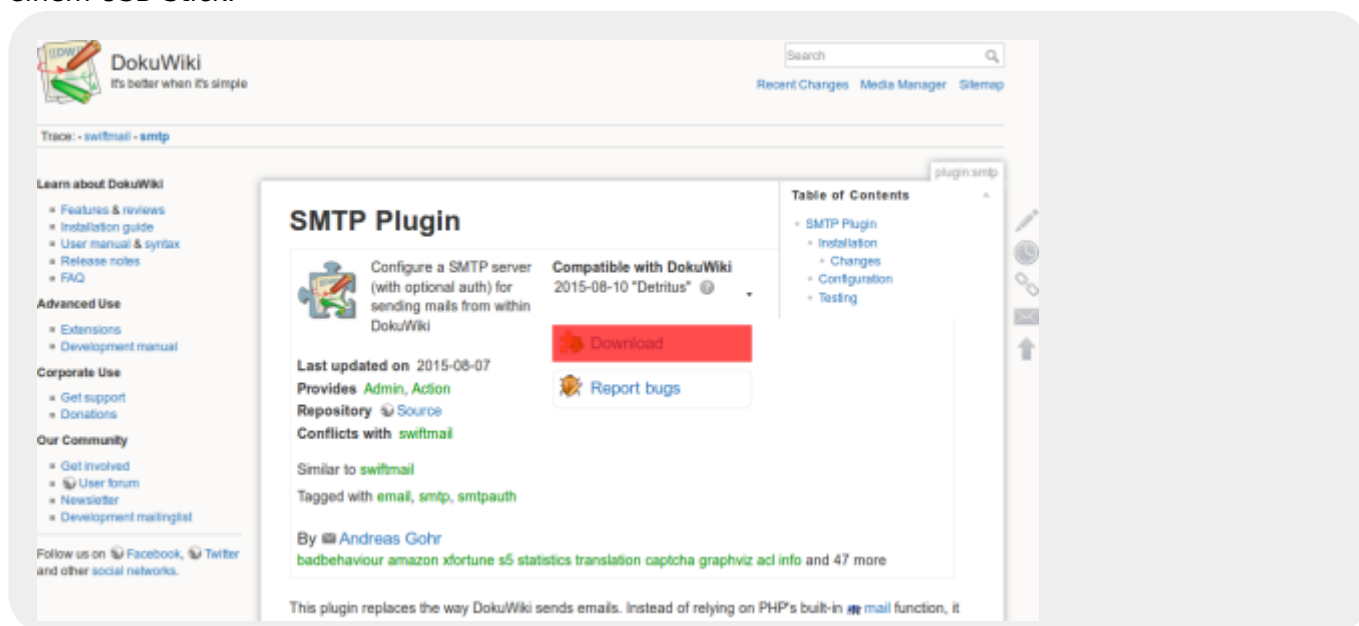 einem USB-Stick.
DokuWiki
It's better when it's simple
Search
Recent Changes Media Manager Sitemap
Trace: • swiftmail • smtp
plugin:smtp
Learn about DokuWiki
Features & reviews
Installation guide
User manual & syntax
Release notes
FAQ
Advanced Use
Extensions
Development manual
Corporate Use
Get support
Donations
Our Community
Get involved
User forum
Newsletter
Development mailinglist
Follow us on Facebook, Twitter
and other social networks.
SMTP Plugin
Configure a SMTP server
(with optional auth) for
sending mails from within
DokuWiki
Compatible with DokuWiki
2015-08-10 "Detritus"
Download
Report bugs
Last updated on 2015-08-07
Provides Admin, Action
Repository Source
Conflicts with swiftmail
Similar to swiftmail
Tagged with email, smtp, smtpauth
By Andreas Gohr
badbehaviour amazon xfortune s5 statistics translation captcha graphviz acl info and 47 more
This plugin replaces the way DokuWiki sends emails. Instead of relying on PHP's built-in mail function, it
Table of Contents
SMTP Plugin
Installation
Changes
Configuration
Testing